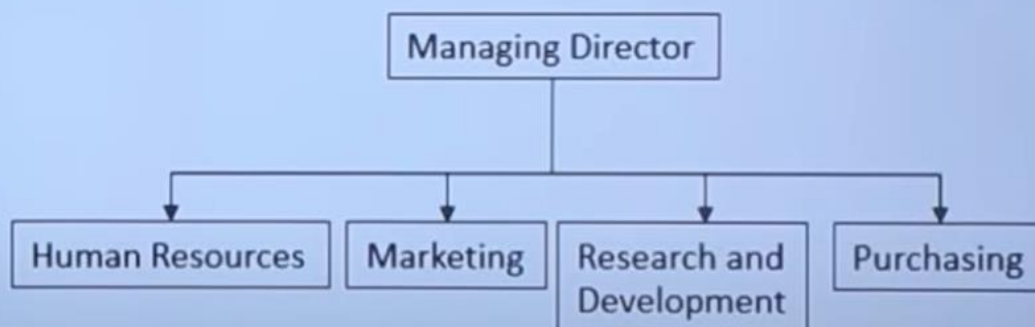 Managing Director
Human Resources
Marketing
Research and
Development
Purchasing